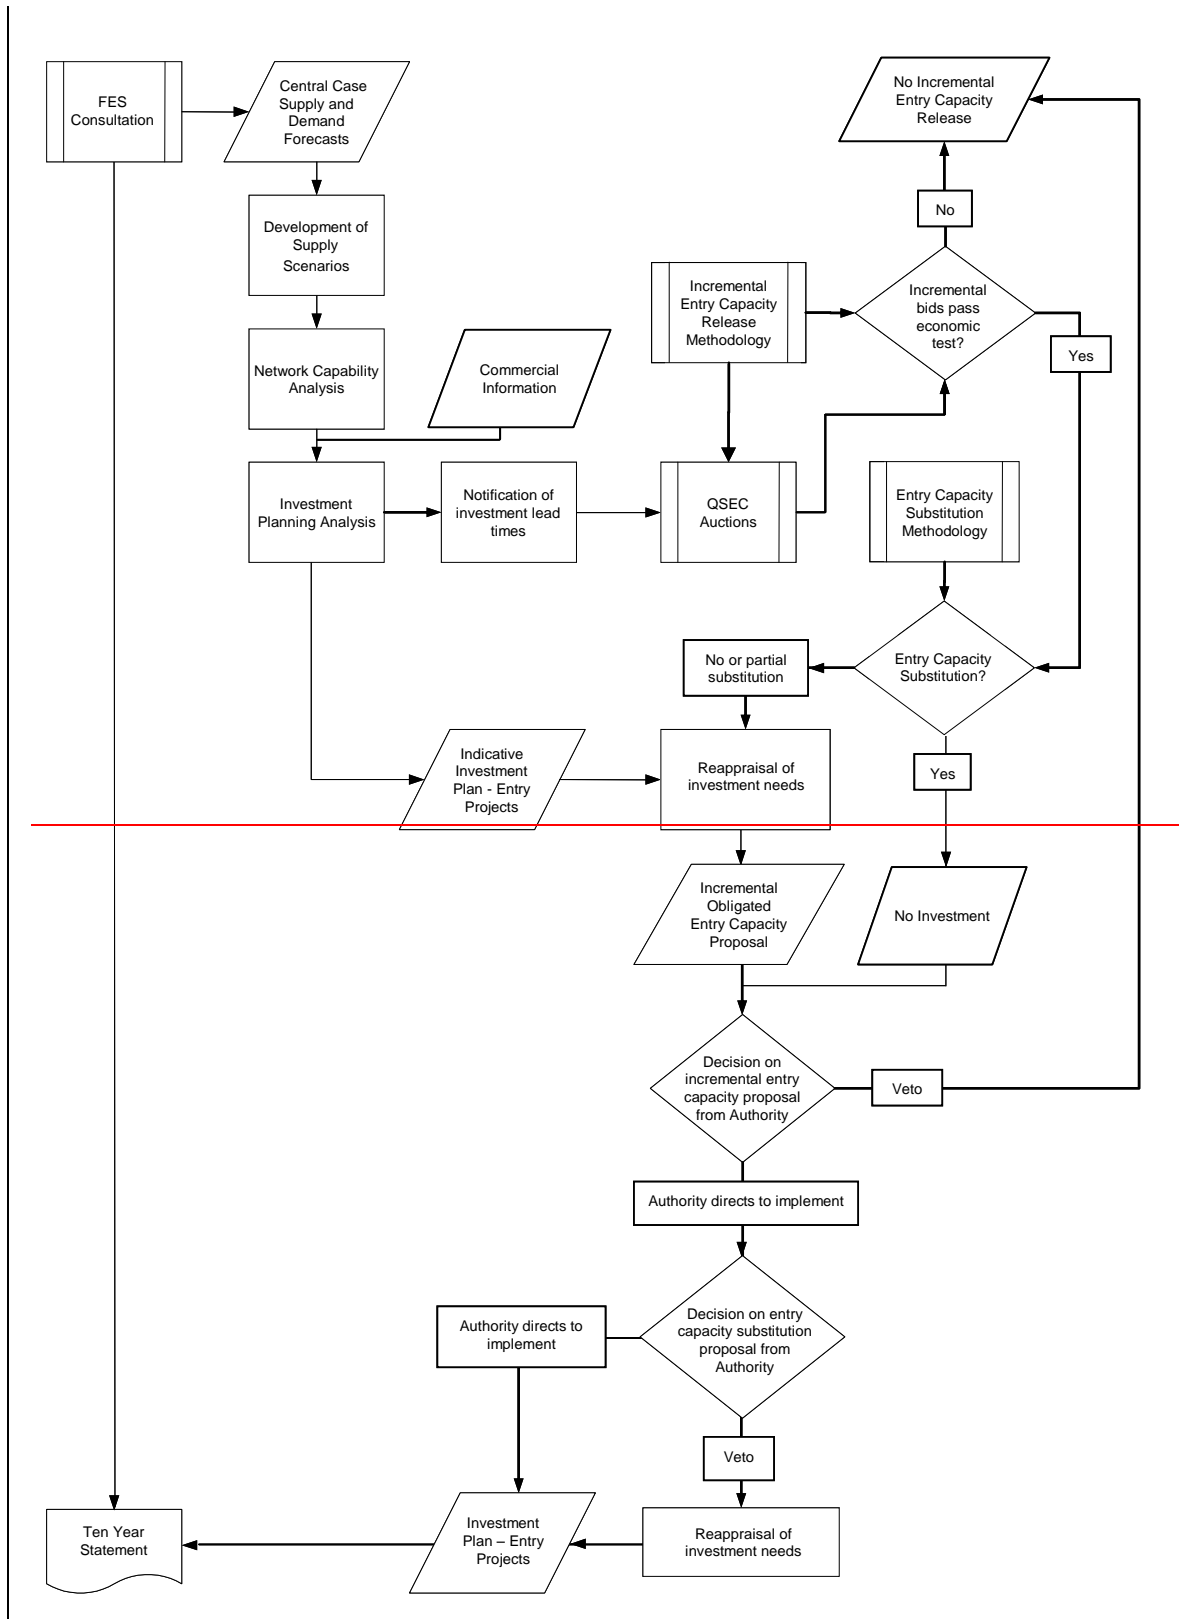 FES
Consultation
Central Case
Supply and
Demand
Forecasts
No Incremental
Entry Capacity
Release
Development of
Supply
Scenarios
No
Incremental
Entry Capacity
Release
Methodology
Incremental
bids pass
economic
test?
Yes
Network Capability
Analysis
Commercial
Information
Investment
Planning Analysis
Notification of
investment lead
times
QSEC
Auctions
Entry Capacity
Substitution
Methodology
No or partial
substitution
Entry Capacity
Substitution?
Indicative
Investment
Plan - Entry
Projects
Reappraisal of
investment needs
Yes
Incremental
Obligated
Entry Capacity
Proposal
No Investment
Decision on
incremental entry
capacity proposal
from Authority
Veto
Authority directs to implement
Authority directs to
implement
Decision on entry
capacity substitution
proposal from
Authority
Veto
Ten Year
Statement
Investment
Plan – Entry
Projects
Reappraisal of
investment needs